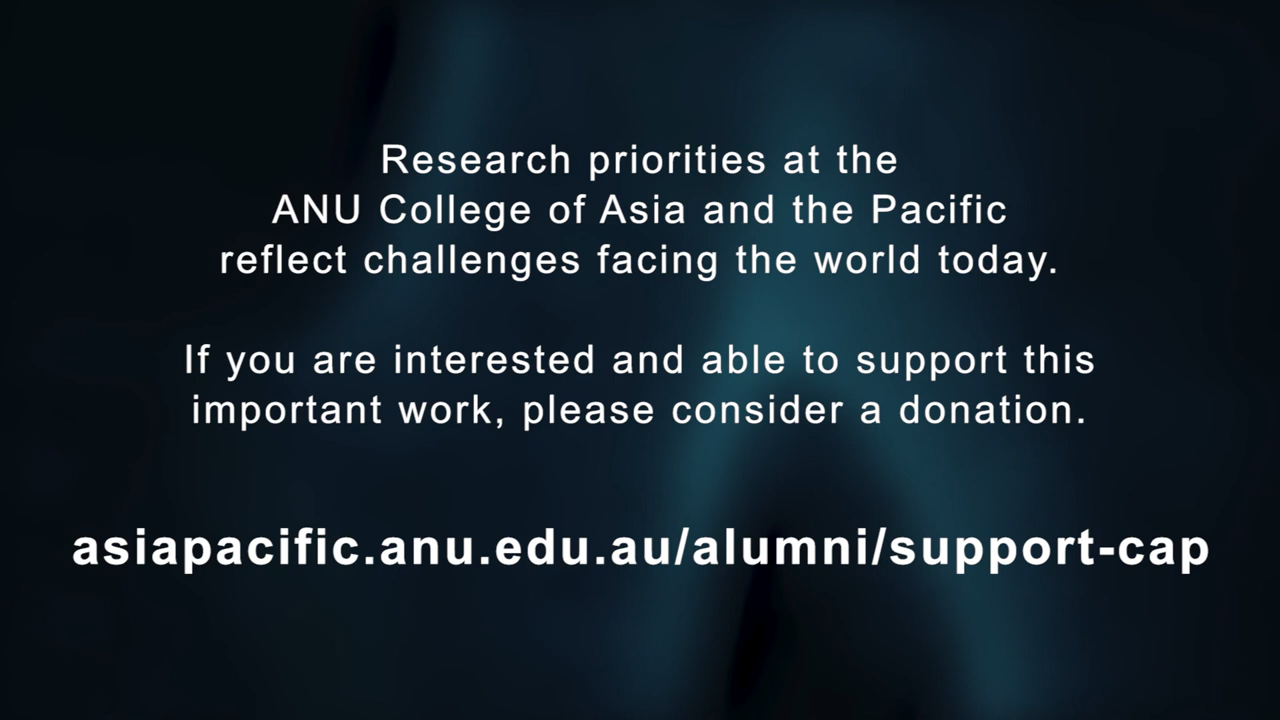 Research priorities at the
ANU College of Asia and the Pacific
reflect challenges facing the world today.
If you are interested and able to support this
important work, please consider a donation.
asiapacific.anu.edu.au/alumni/support-cap